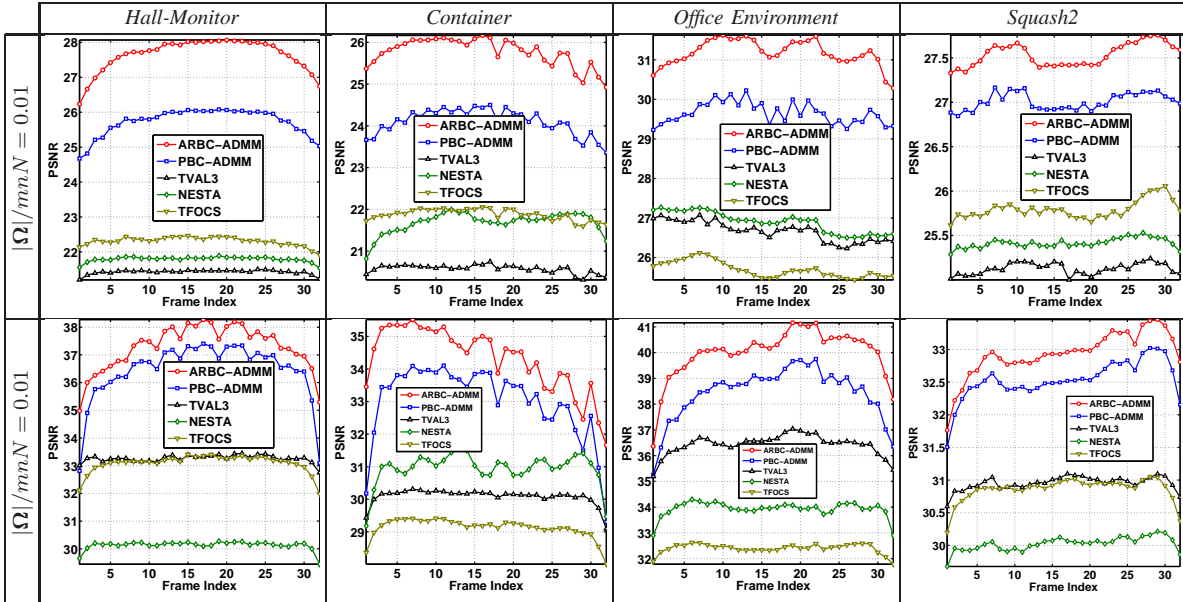 Hall-Monitor
Container
Office Environment
Squash2
|Ω|/mnN = 0.01
PSNR
28
27
26
25
24
23
22
ARBC-ADMM
PBC-ADMM
TVAL3
NESTA
TFOCS
5 10 15 20 25 30
Frame Index
PSNR
26
25
24
23
22
21
ARBC-ADMM
PBC-ADMM
TVAL3
NESTA
TFOCS
5 10 15 20 25 30
Frame Index
PSNR
31
30
29
28
27
26
ARBC-ADMM
PBC-ADMM
TVAL3
NESTA
TFOCS
5 10 15 20 25 30
Frame Index
PSNR
27.5
27
26.5
26
25.5
ARBC-ADMM
PBC-ADMM
TVAL3
NESTA
TFOCS
5 10 15 20 25 30
Frame Index
|Ω|/mnN = 0.01
PSNR
38
37
36
35
34
33
32
31
30
ARBC-ADMM
PBC-ADMM
TVAL3
NESTA
TFOCS
5 10 15 20 25 30
Frame Index
PSNR
35
34
33
32
31
30
29
ARBC-ADMM
PBC-ADMM
TVAL3
NESTA
TFOCS
5 10 15 20 25 30
Frame Index
PSNR
41
40
39
38
37
36
35
34
33
32
ARBC-ADMM
PBC-ADMM
TVAL3
NESTA
TFOCS
5 10 15 20 25 30
Frame Index
PSNR
33
32.5
32
31.5
31
30.5
30
ARBC-ADMM
PBC-ADMM
TVAL3
NESTA
TFOCS
5 10 15 20 25 30
Frame Index